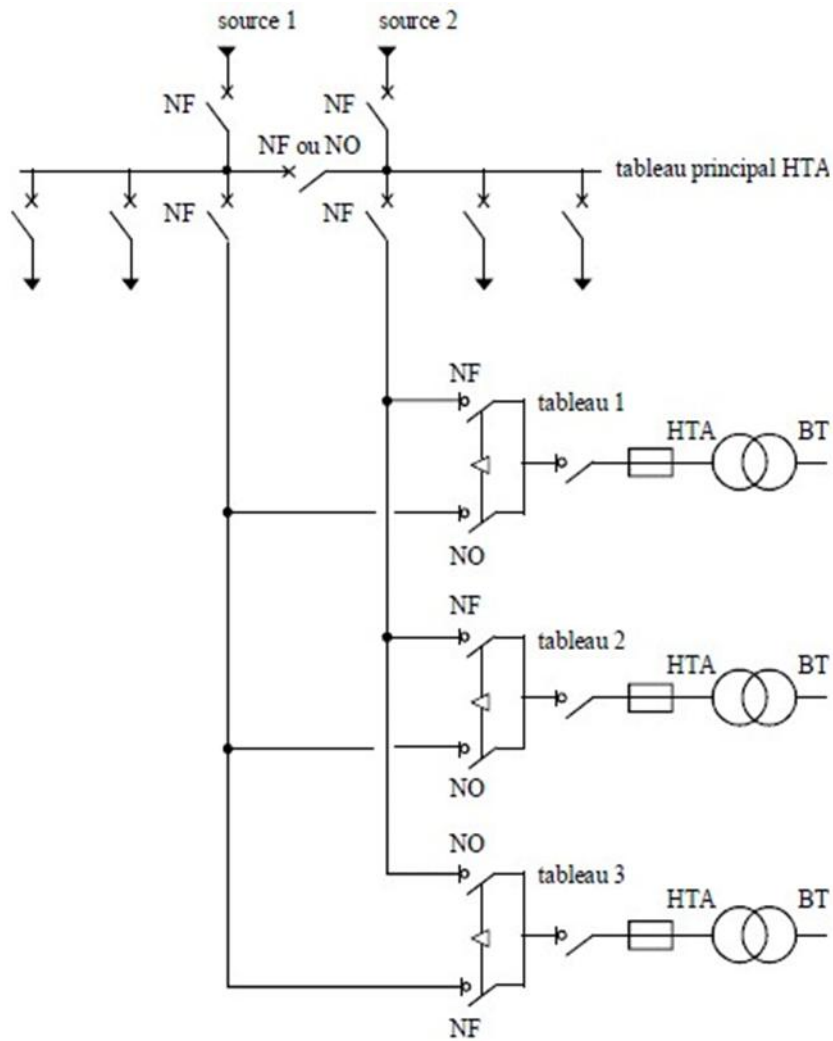 source 1
source 2
NF
NF
NF ou NO
tableau principal HTA
NF
NF
NF
tableau 1
HTA
BT
NO
NF
tableau 2
HTA
BT
NO
NO
tableau 3
HTA
BT
NF